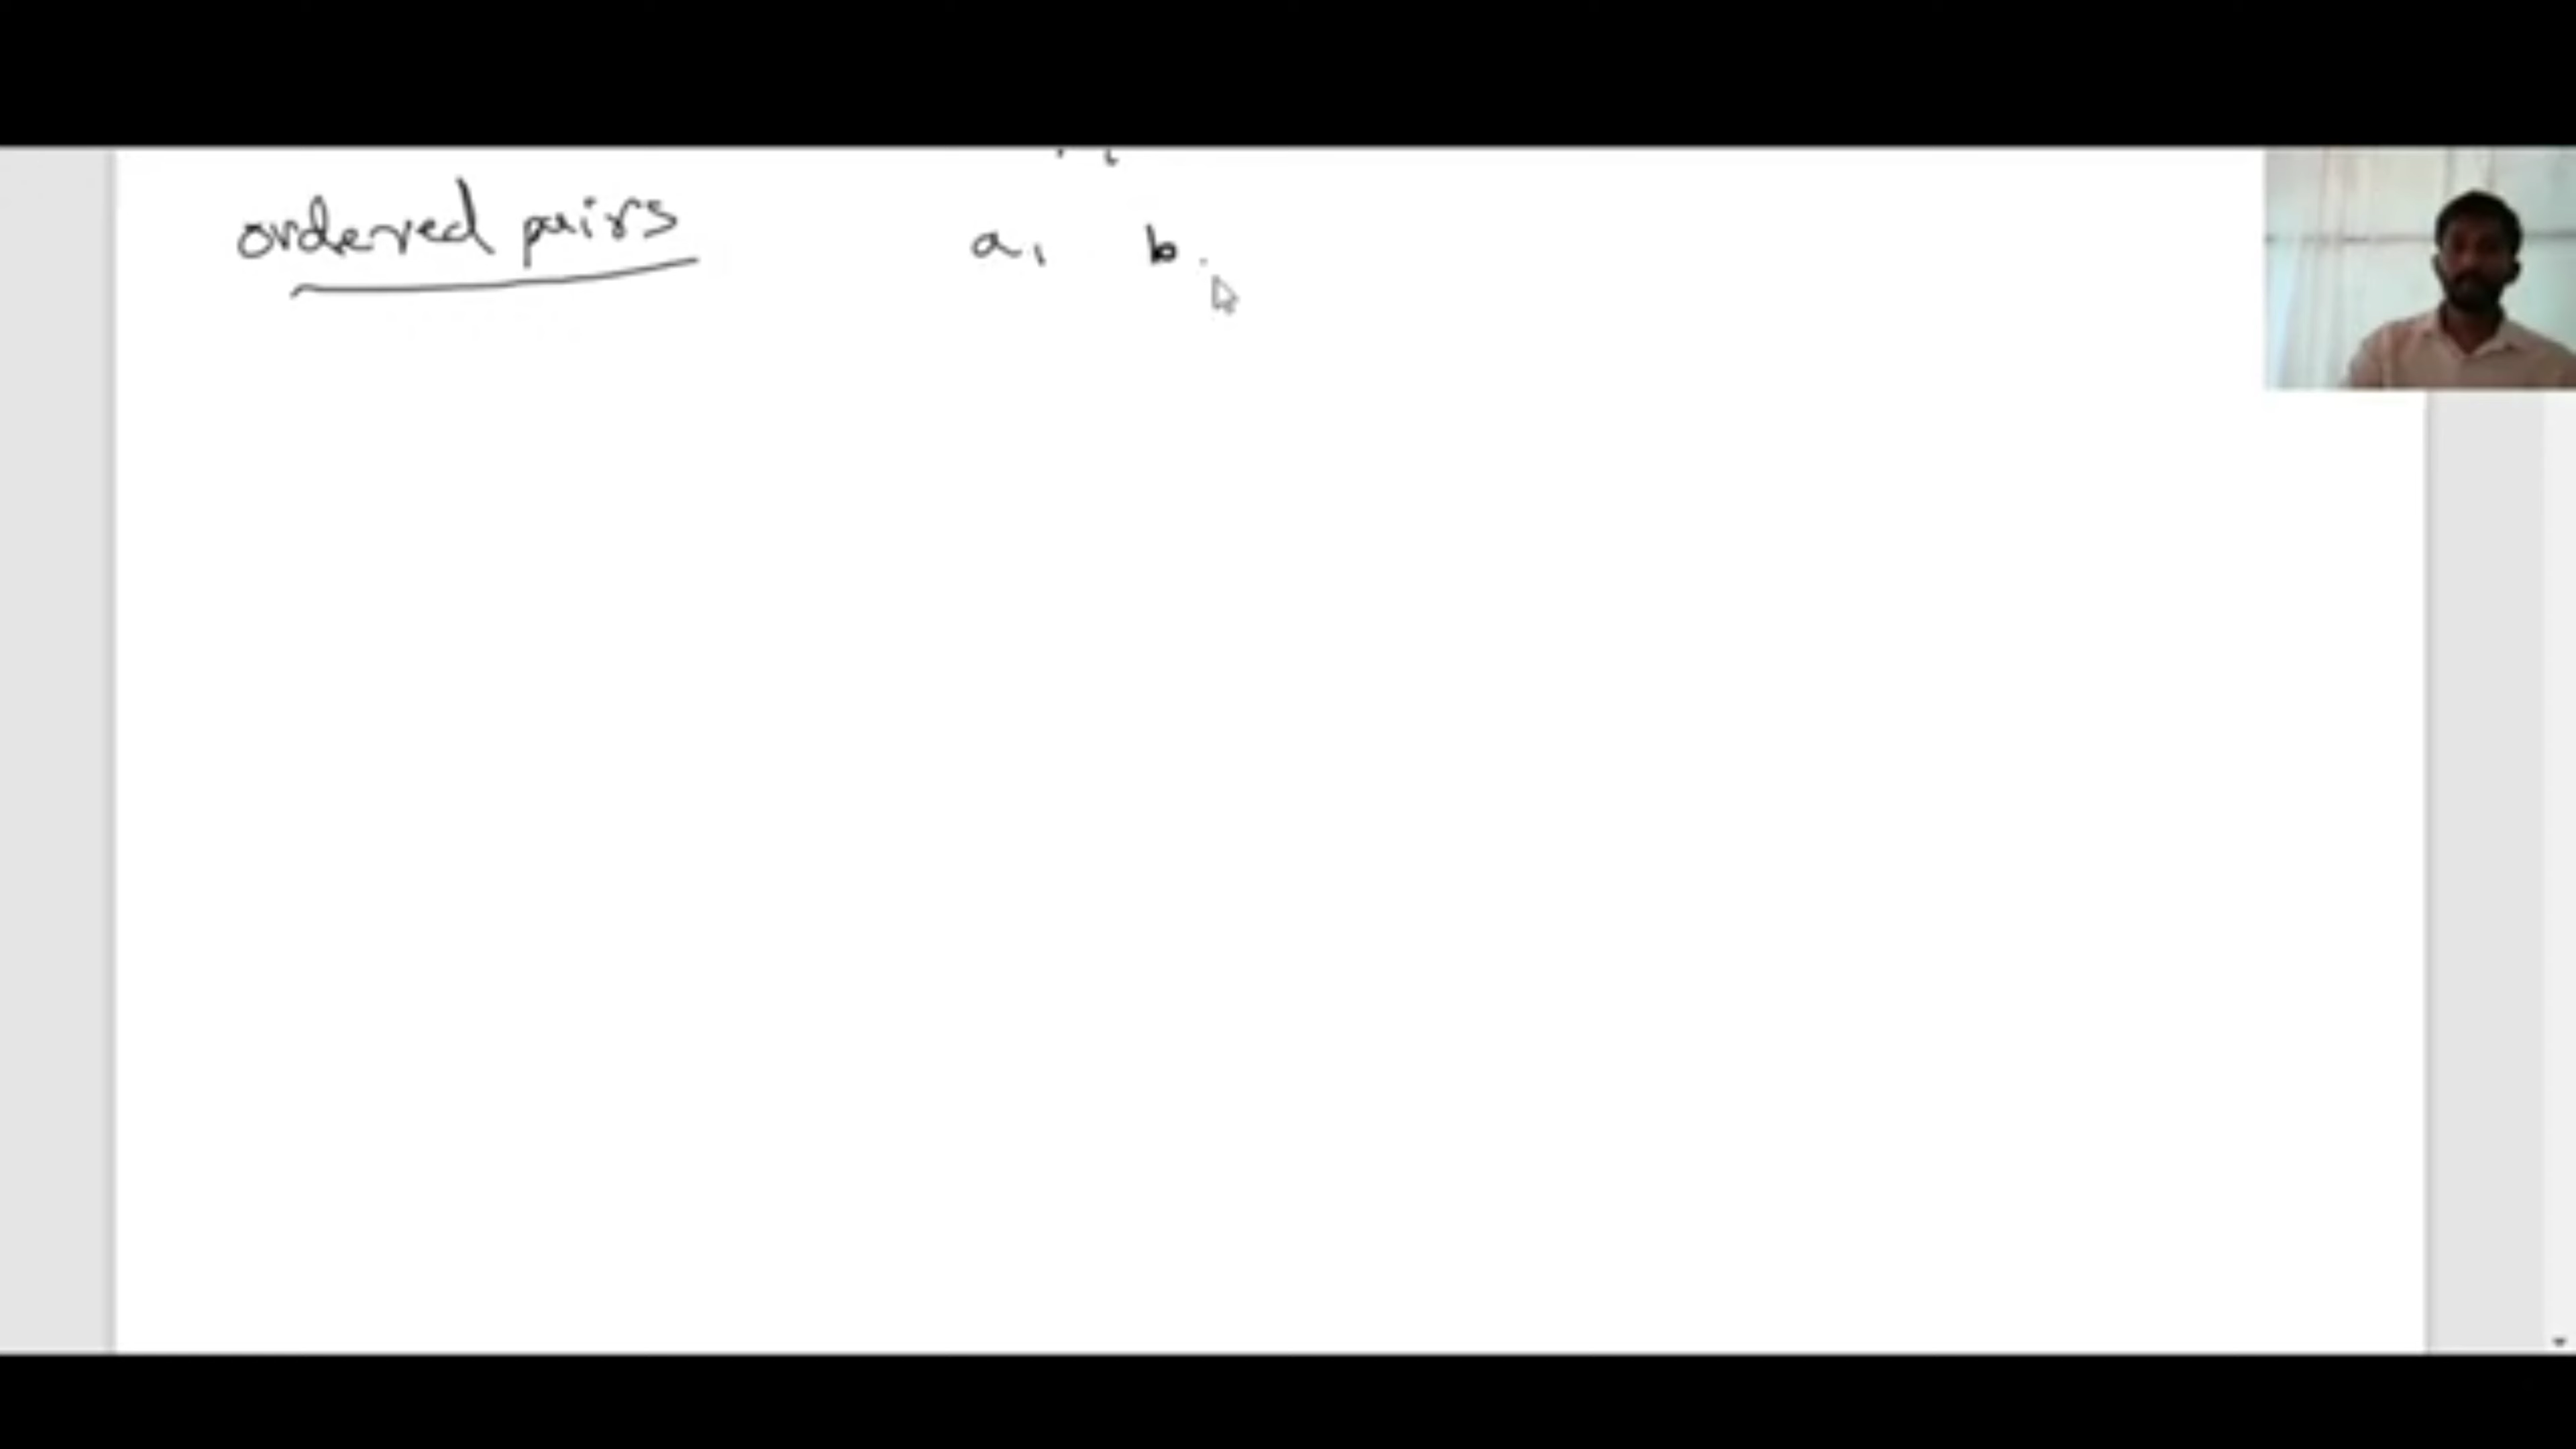 ordered pairs a, b.